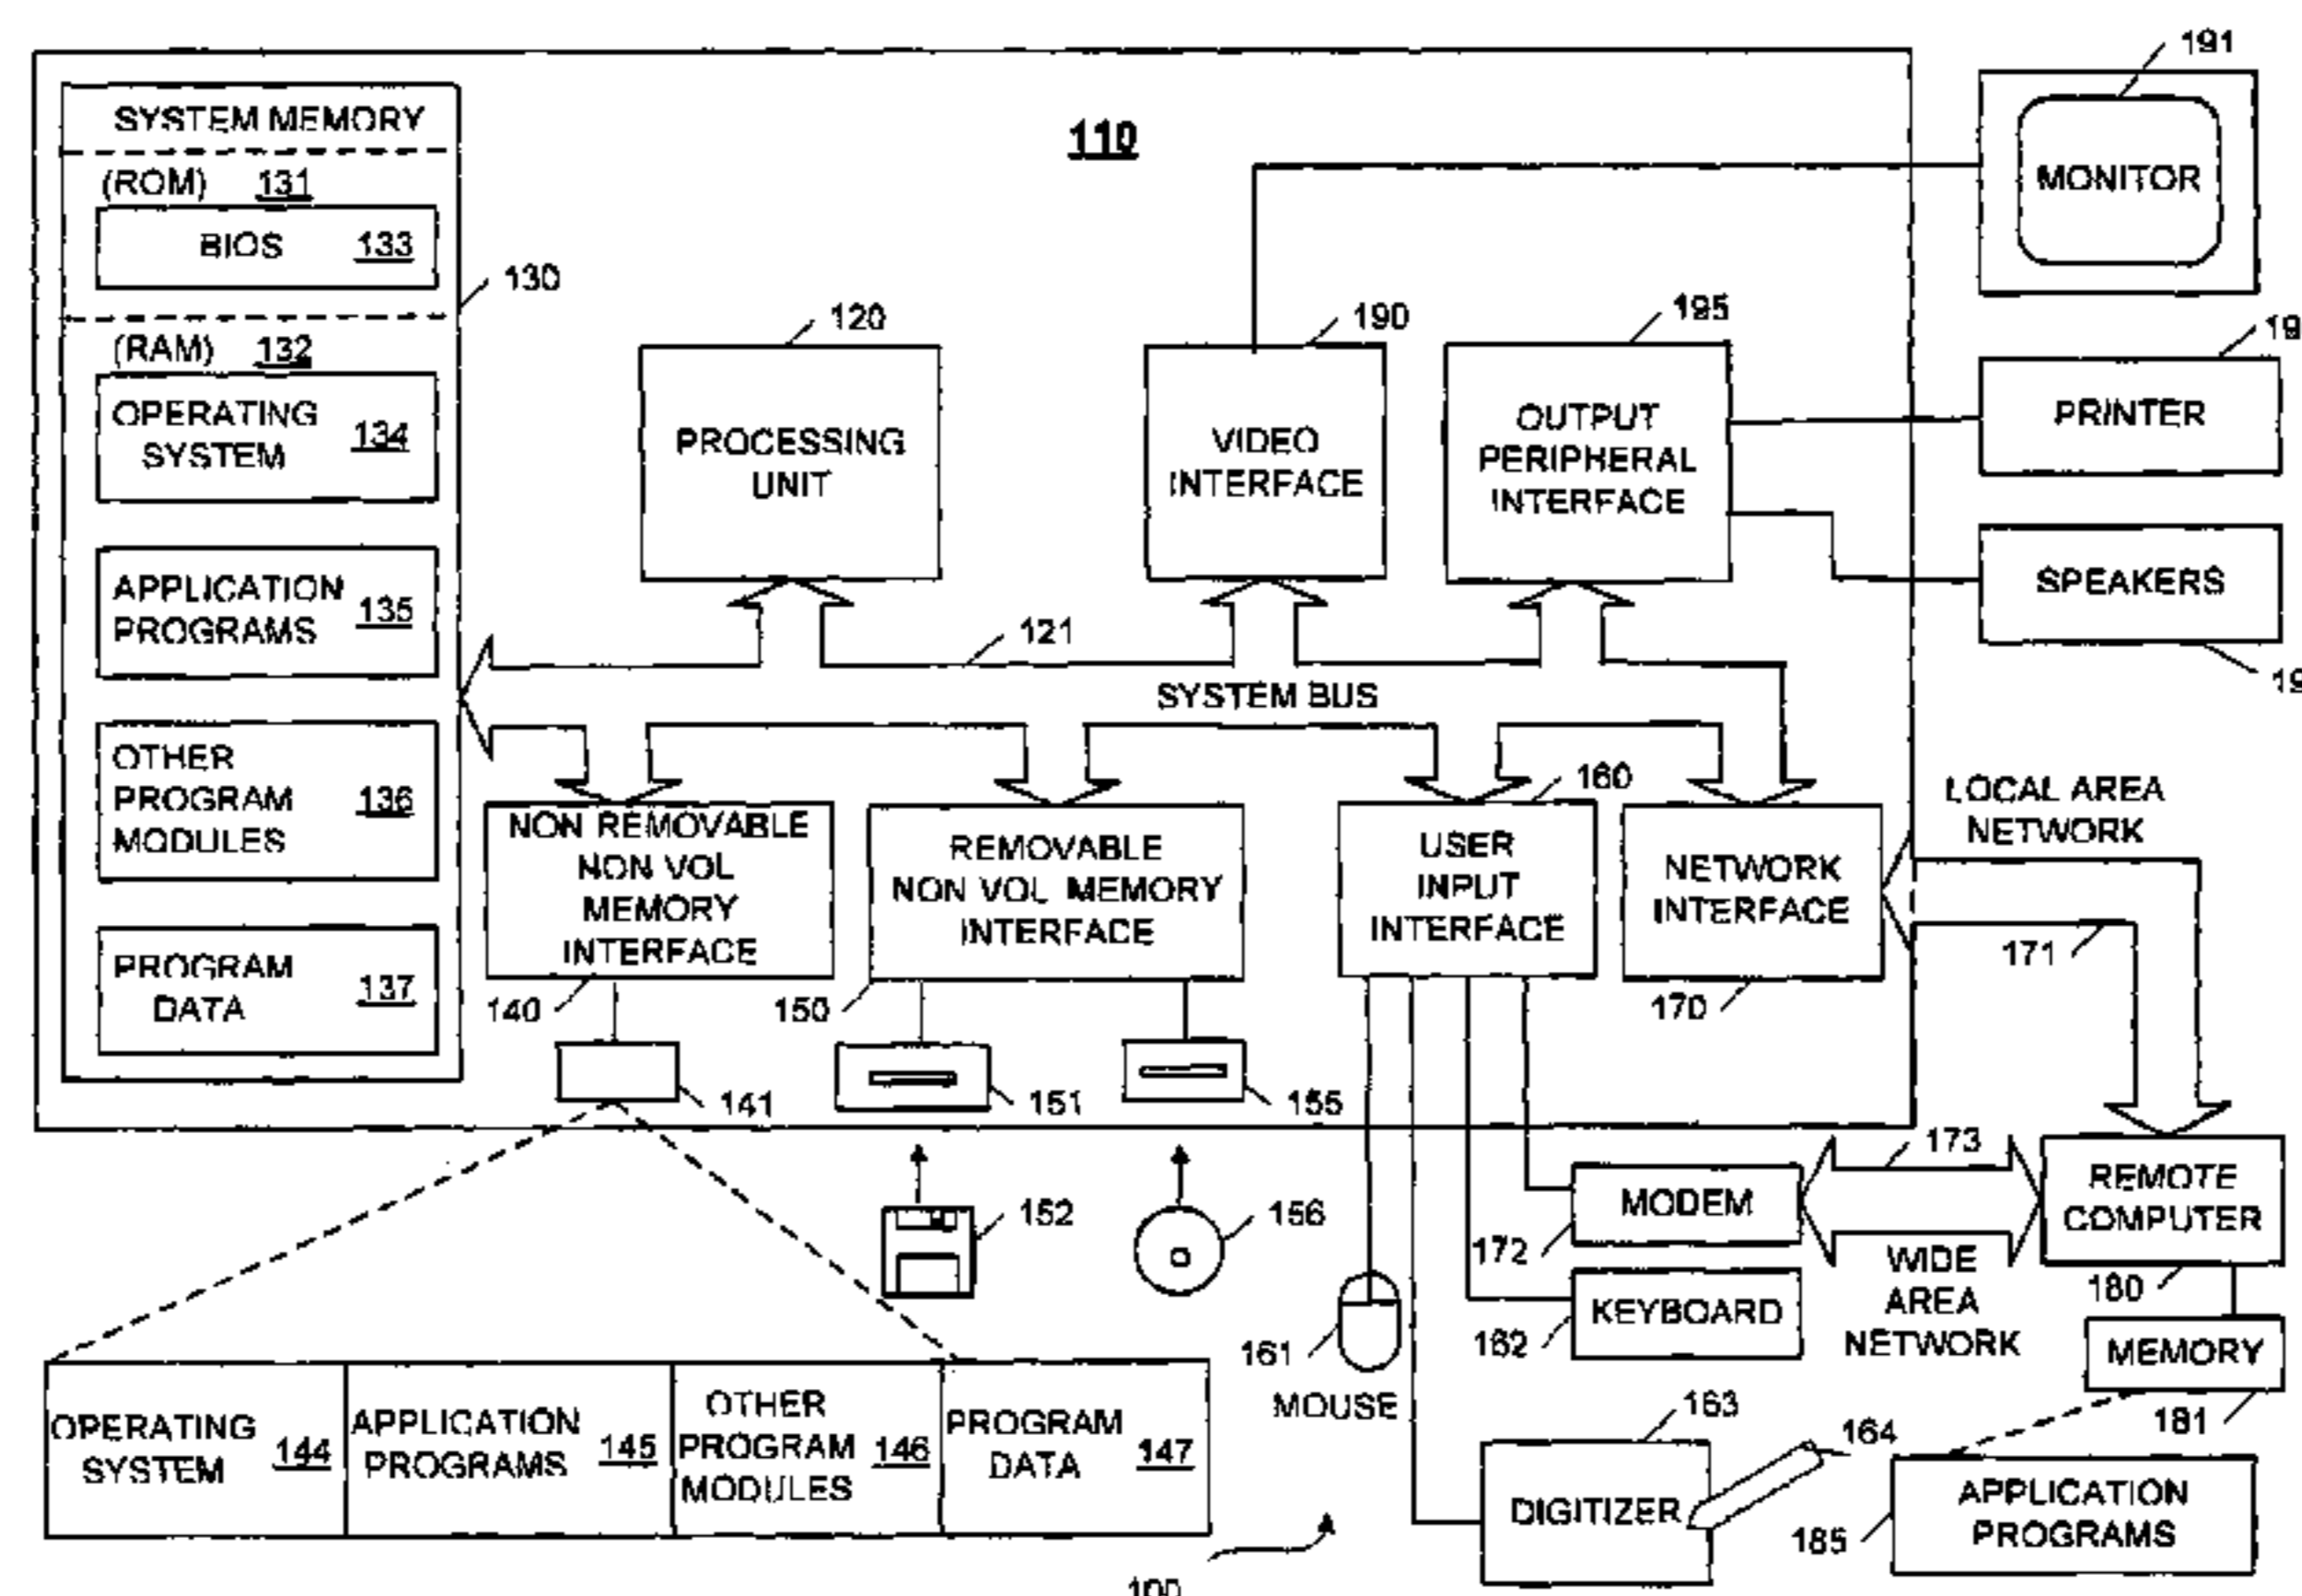 191
SYSTEM MEMORY
110
(ROM) 131
MONITOR
BIOS 133
130
120
190
195
(RAM) 132
OPERATING
SYSTEM 134
PROCESSING
UNIT
VIDEO
INTERFACE
OUTPUT
PERIPHERAL
INTERFACE
PRINTER
APPLICATION
PROGRAMS 135
121
SPEAKERS
SYSTEM BUS
OTHER
PROGRAM
MODULES 136
160
LOCAL AREA
NETWORK
NON REMOVABLE
NON VOL
MEMORY
INTERFACE
REMOVABLE
NON VOL MEMORY
INTERFACE
USER
INPUT
INTERFACE
NETWORK
INTERFACE
171
PROGRAM
DATA 137
140
150
170
141
151
155
173
152
156
MODEM
172
REMOTE
COMPUTER
180
WIDE
AREA
NETWORK
KEYBOARD
162
161
MOUSE
MEMORY
181
OPERATING
SYSTEM 144
APPLICATION
PROGRAMS 145
OTHER
PROGRAM
MODULES 146
PROGRAM
DATA 147
163
164
DIGITIZER
APPLICATION
PROGRAMS
185
100